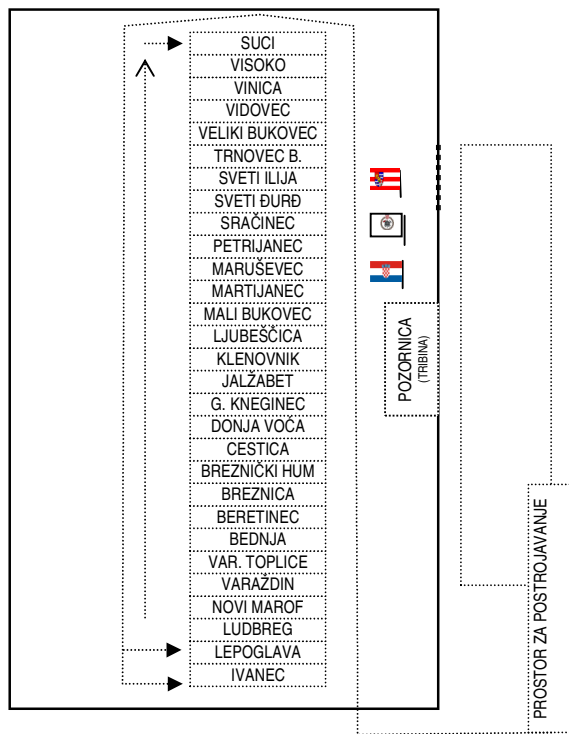 SUCI
VISOKO
VINICA
VIDOVEC
VELIKI BUKOVEC
TRNOVEC B.
SVETI ILIJA
SVETI ĐURĐ
SRAČINEC
PETRIJANEC
MARUŠEVEC
MARTIJANEC
MALI BUKOVEC
LJUBEŠČICA
KLENOVNIK
JALŽABET
G. KNEGINEC
DONJA VOĆA
CESTICA
BREZNIČKI HUM
BREZNICA
BERETINEC
BEDNJA
VAR. TOPLICE
VARAŽDIN
NOVI MAROF
LUDBREG
LEPOGLAVA
IVANEC
POZORNICA
(TRIBINA)
PROSTOR ZA POSTROJAVANJE